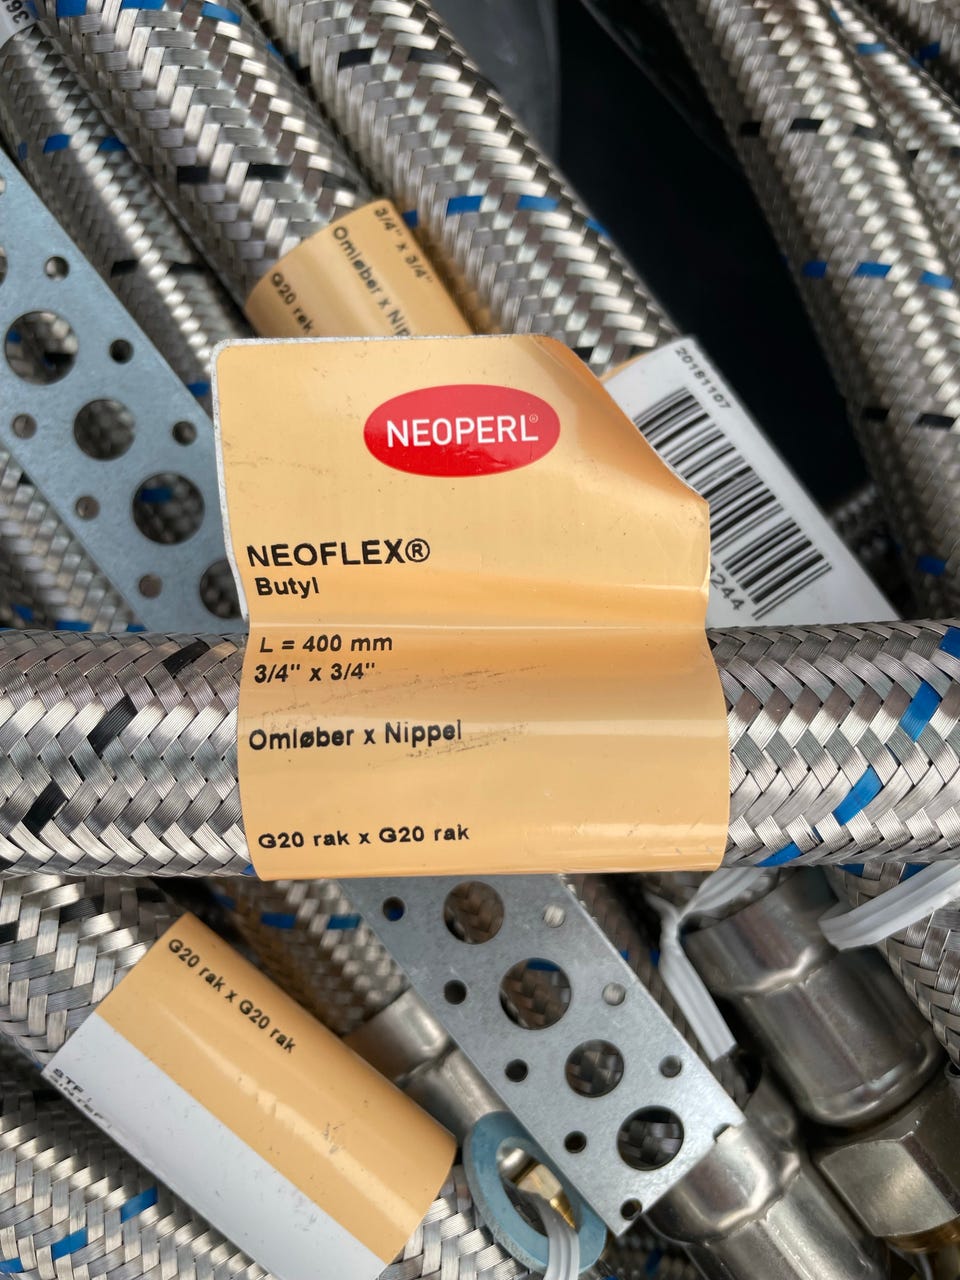 3/4" x 3/4"
Omløber x Nip
G20 rak
20191107
244
NEOPERL®
NEOFLEX®
Butyl
L = 400 mm
3/4" x 3/4"
Omløber x Nippel
G20 rak x G20 rak
G20 rak x G20 rak